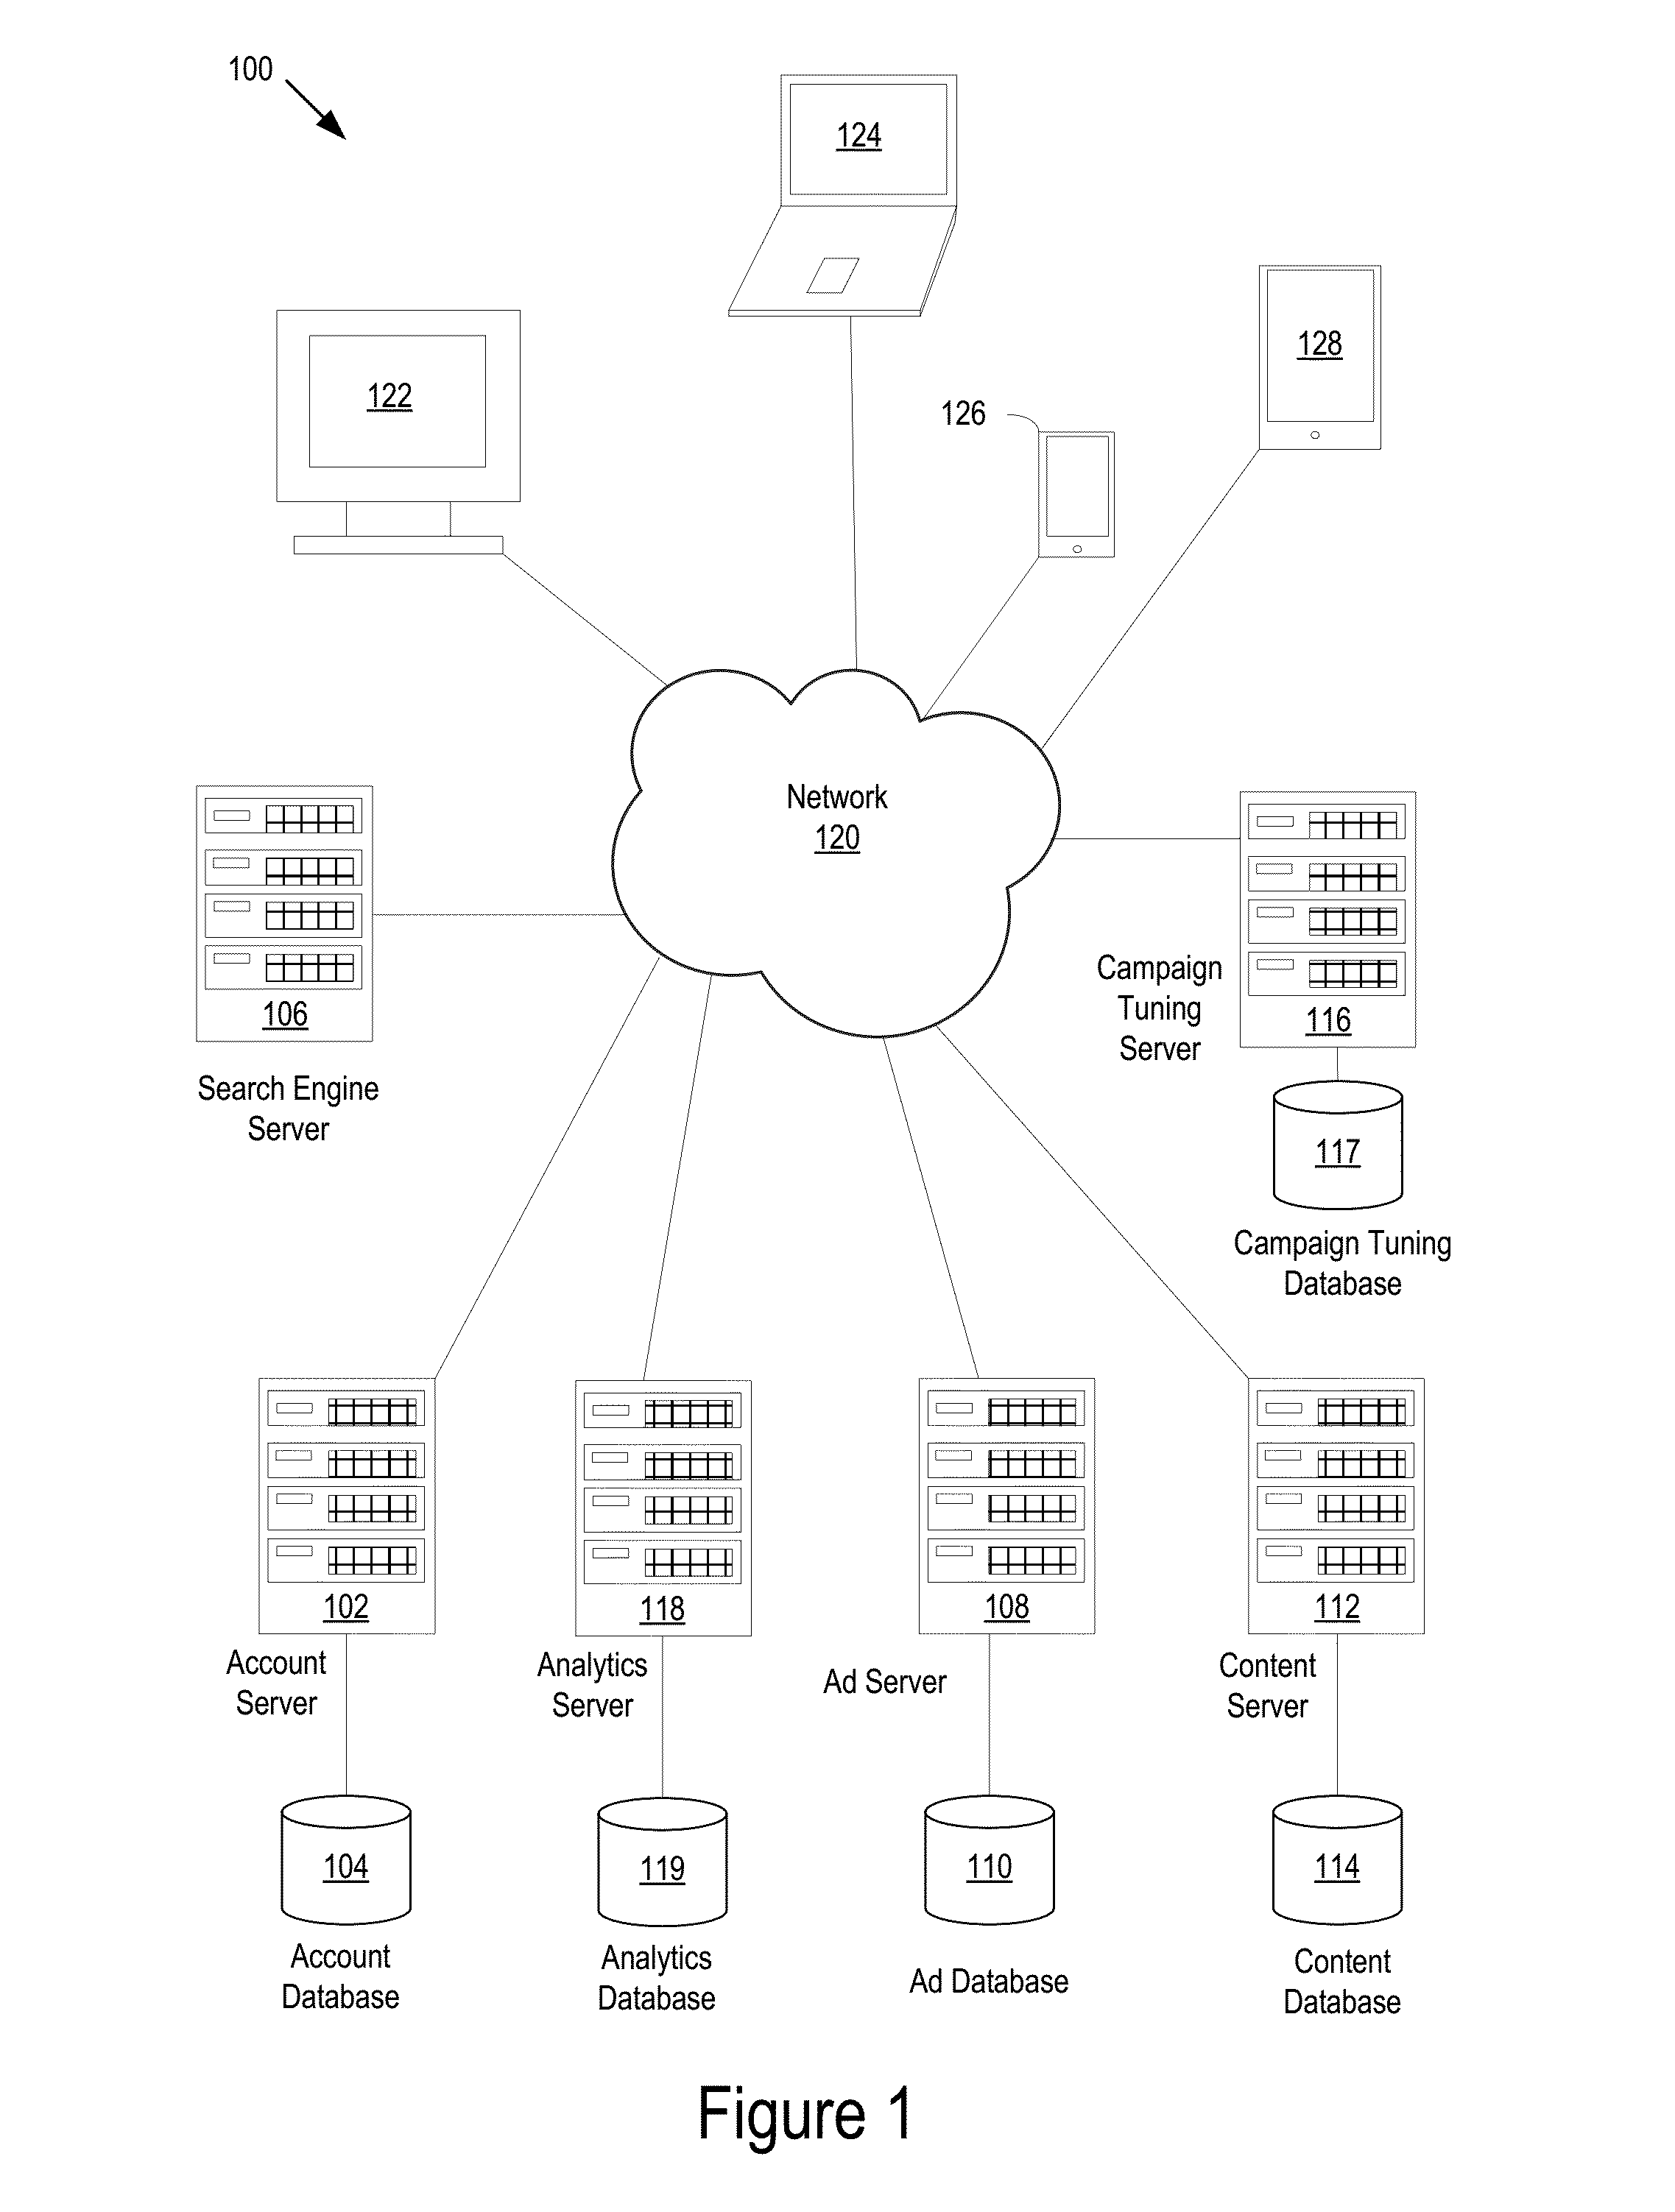 100
124
128
122
126
Network
120
106
Search Engine
Server
Campaign
Tuning
Server
116
117
Campaign Tuning
Database
102
118
108
112
Account
Server
Analytics
Server
Ad Server
Content
Server
104
119
110
114
Account
Database
Analytics
Database
Ad Database
Content
Database
Figure 1